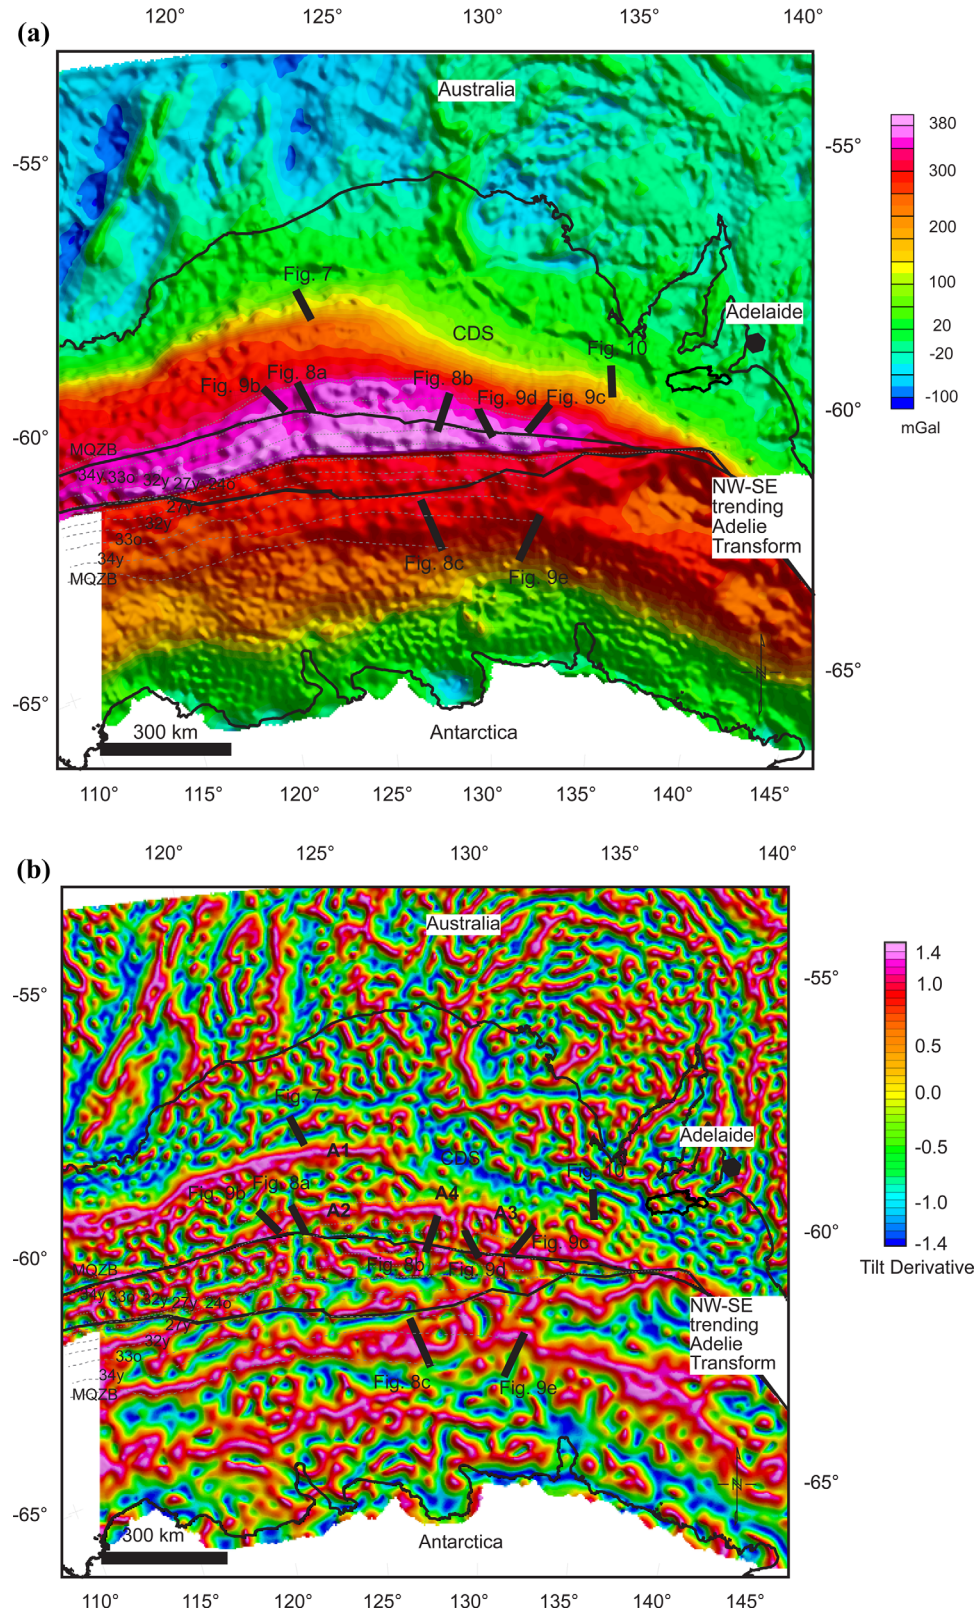 (a)
120°
125°
130°
135°
140°
Australia
380
300
200
100
20
-20
-100
mGal
-55°
-55°
Fig. 7
Adelaide
CDS
Fig. 10
Fig. 9b
Fig. 8a
Fig. 8b
Fig. 9d
Fig. 9c
-60°
-60°
MQZB
34y 33o 32y 27y 24o
27y
32y
33o
34y
MQZB
NW-SE
trending
Adelie
Transform
Fig. 8c
Fig. 9e
N
-65°
-65°
300 km
Antarctica
110°
115°
120°
125°
130°
135°
140°
145°
(b)
120°
125°
130°
135°
140°
Australia
1.4
1.0
0.5
0.0
-0.5
-1.0
-1.4
Tilt Derivative
-55°
-55°
Fig. 7
Adelaide
A1
CDS
Fig. 10
Fig. 9b
Fig. 8a
A4
A2
A3
Fig. 9c
Fig. 8b
Fig. 9d
-60°
-60°
MQZB
34y 33o 32y 27y 24o
27y
32y
33o
34y
MQZB
NW-SE
trending
Adelie
Transform
Fig. 8c
Fig. 9e
N
-65°
-65°
300 km
Antarctica
110°
115°
120°
125°
130°
135°
140°
145°